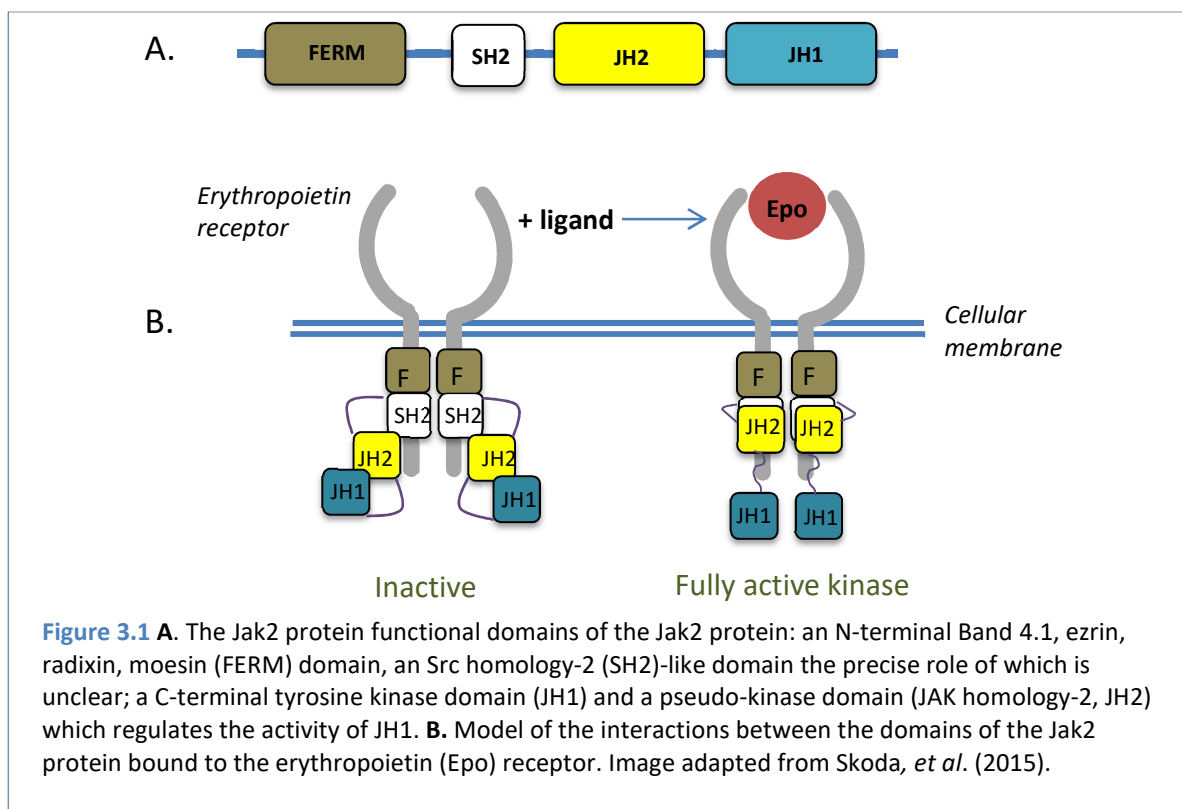 A.
FERM
SH2
JH2
JH1
Erythropoietin
receptor
+ ligand
Epo
B.
Cellular
membrane
F
F
SH2
SH2
JH2
JH2
JH1
JH1
F
F
JH2
JH2
JH1
JH1
Inactive
Fully active kinase
Figure 3.1 A. The Jak2 protein functional domains of the Jak2 protein: an N-terminal Band 4.1, ezrin,
radixin, moesin (FERM) domain, an Src homology-2 (SH2)-like domain the precise role of which is
unclear; a C-terminal tyrosine kinase domain (JH1) and a pseudo-kinase domain (JAK homology-2, JH2)
which regulates the activity of JH1. B. Model of the interactions between the domains of the Jak2
protein bound to the erythropoietin (Epo) receptor. Image adapted from Skoda, et al. (2015).